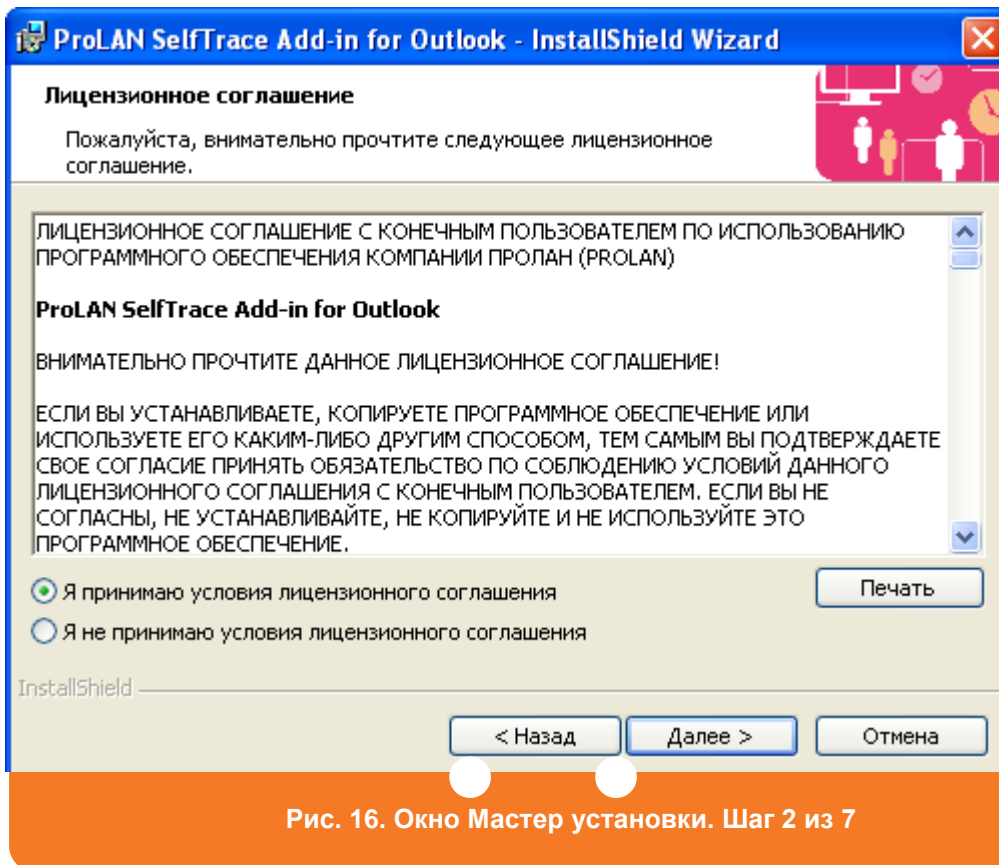 ProLAN SelfTrace Add-in for Outlook - InstallShield Wizard
Лицензионное соглашение
Пожалуйста, внимательно прочтите следующее лицензионное
соглашение.
ЛИЦЕНЗИОННОЕ СОГЛАШЕНИЕ С КОНЕЧНЫМ ПОЛЬЗОВАТЕЛЕМ ПО ИСПОЛЬЗОВАНИЮ
ПРОГРАММНОГО ОБЕСПЕЧЕНИЯ КОМПАНИИ ПРОЛАН (PROLAN)
ProLAN SelfTrace Add-in for Outlook
ВНИМАТЕЛЬНО ПРОЧТИТЕ ДАННОЕ ЛИЦЕНЗИОННОЕ СОГЛАШЕНИЕ!
ЕСЛИ ВЫ УСТАНАВЛИВАЕТЕ, КОПИРУЕТЕ ПРОГРАММНОЕ ОБЕСПЕЧЕНИЕ ИЛИ
ИСПОЛЬЗУЕТЕ ЕГО КАКИМ-ЛИБО ДРУГИМ СПОСОБОМ, ТЕМ САМЫМ ВЫ ПОДТВЕРЖДАЕТЕ
СВОЕ СОГЛАСИЕ ПРИНЯТЬ ОБЯЗАТЕЛЬСТВО ПО СОБЛЮДЕНИЮ УСЛОВИЙ ДАННОГО
ЛИЦЕНЗИОННОГО СОГЛАШЕНИЯ С КОНЕЧНЫМ ПОЛЬЗОВАТЕЛЕМ. ЕСЛИ ВЫ НЕ
СОГЛАСНЫ, НЕ УСТАНАВЛИВАЙТЕ, НЕ КОПИРУЙТЕ И НЕ ИСПОЛЬЗУЙТЕ ЭТО
ПРОГРАММНОЕ ОБЕСПЕЧЕНИЕ.
Я принимаю условия лицензионного соглашения
Печать
Я не принимаю условия лицензионного соглашения
InstallShield
< Назад
Далее >
Отмена
Рис. 16. Окно Мастер установки. Шаг 2 из 7